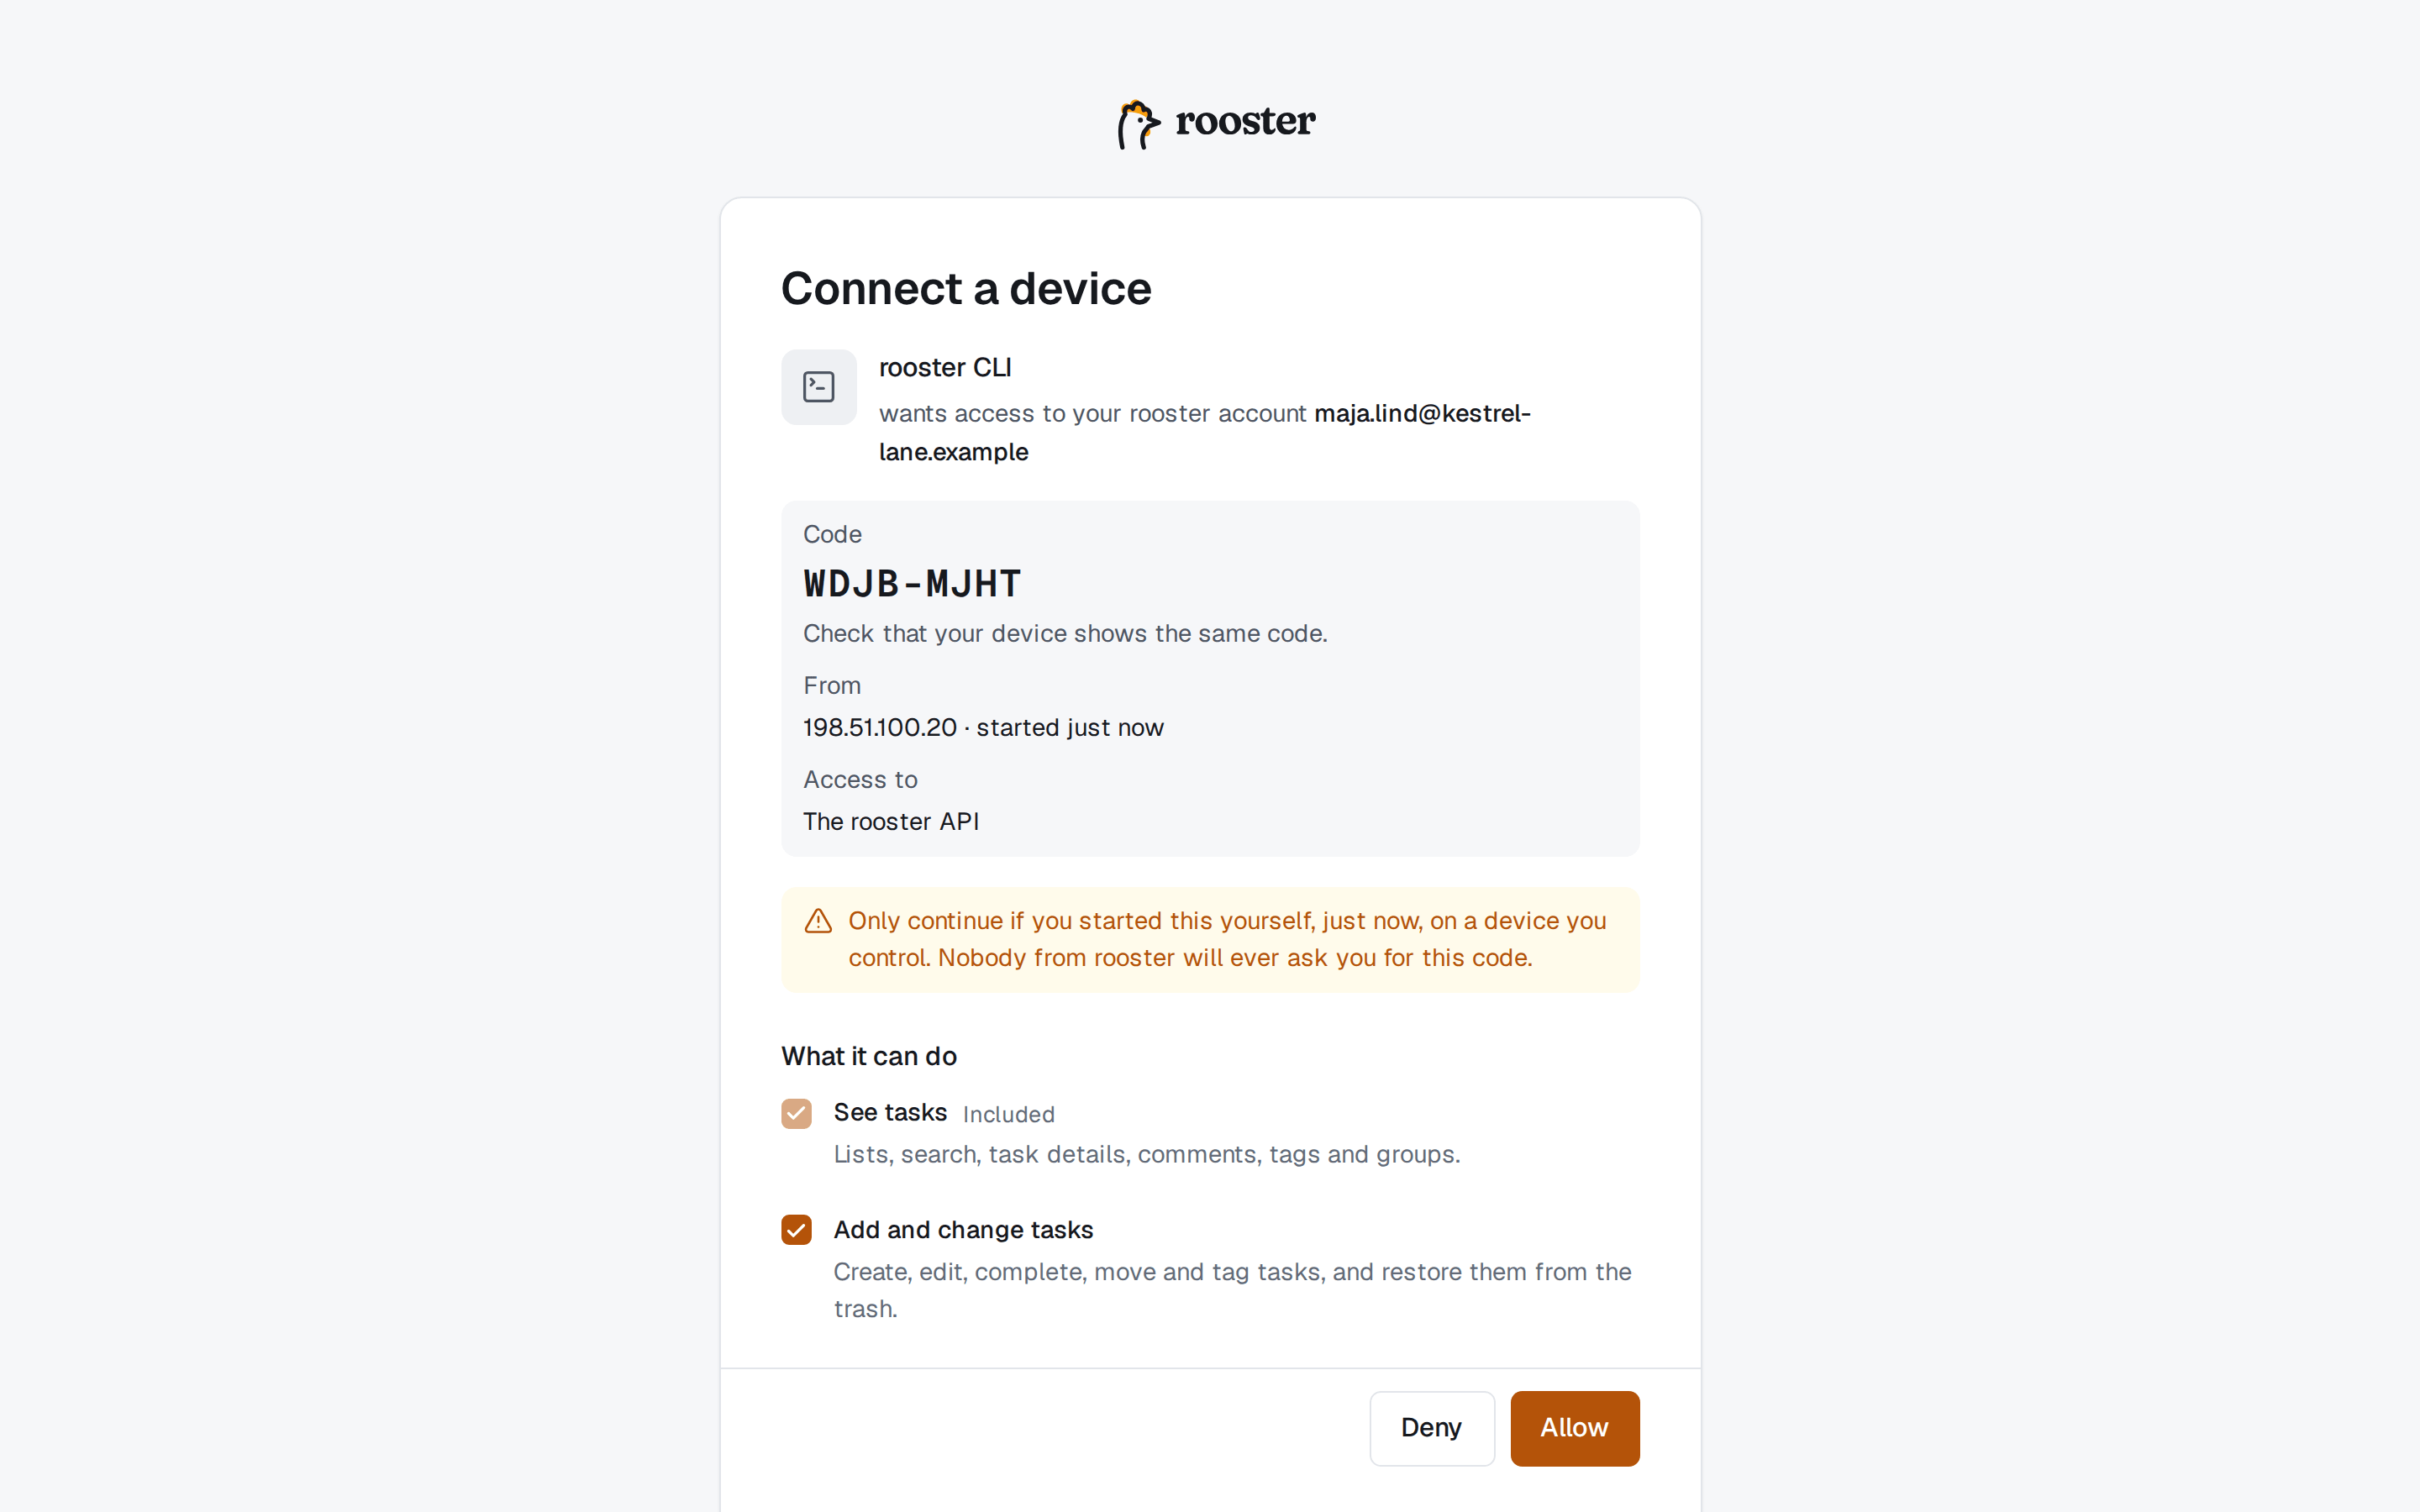 rooster
Connect a device
rooster CLI
wants access to your rooster account maja.lind@kestrel-
lane.example
Code
WDJB-MJHT
Check that your device shows the same code.
From
198.51.100.20 · started just now
Access to
The rooster API
Only continue if you started this yourself, just now, on a device you
control. Nobody from rooster will ever ask you for this code.
What it can do
See tasks Included
Lists, search, task details, comments, tags and groups.
Add and change tasks
Create, edit, complete, move and tag tasks, and restore them from the
trash.
Deny Allow